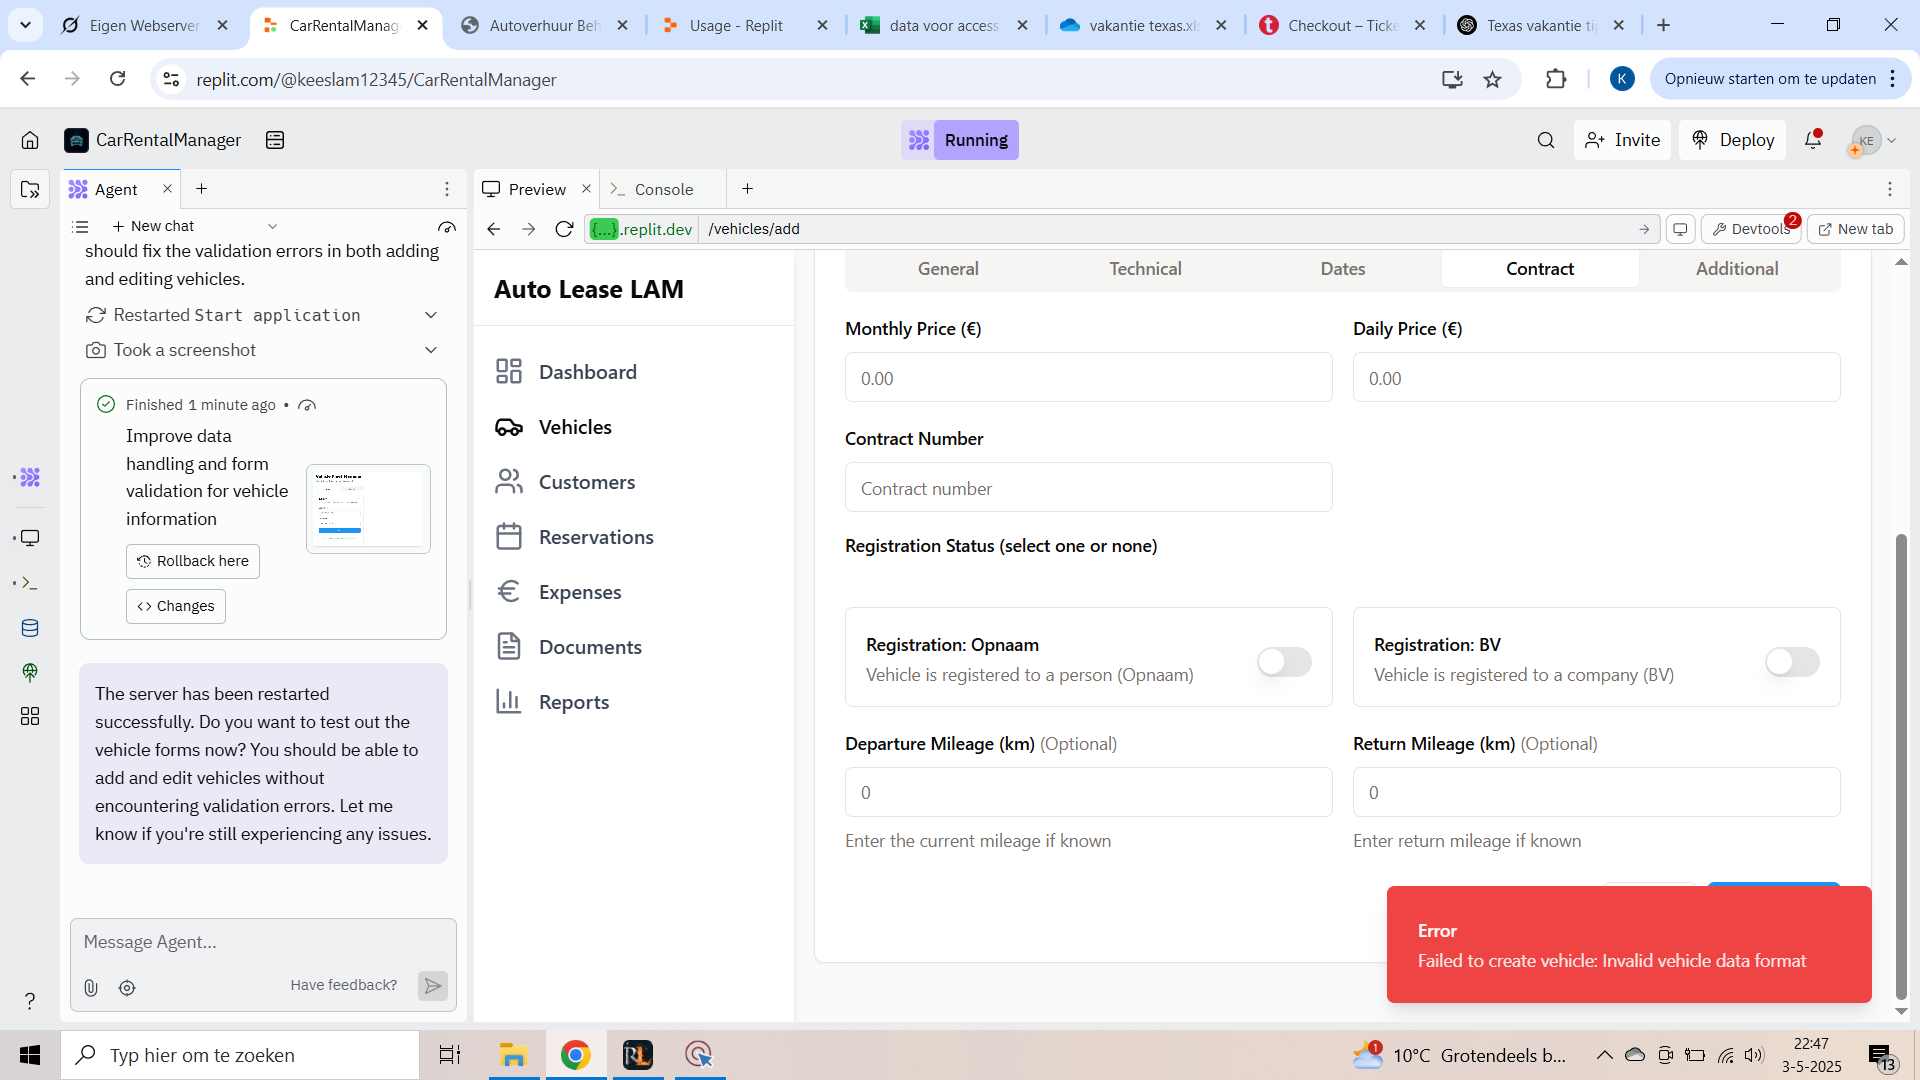 Eigen Webserver
CarRentalManag
Autoverhuur Beh
Usage - Replit
data voor access
vakantie texas.xls
Checkout – Ticke
Texas vakantie ti
replit.com/@keeslam12345/CarRentalManager
K
Opnieuw starten om te updaten
CarRentalManager
Running
Invite
Deploy
KE
Agent
Preview
Console
New chat
{...}.replit.dev
/vehicles/add
Devtools
2
New tab
should fix the validation errors in both adding
and editing vehicles.
Restarted Start application
Took a screenshot
Finished 1 minute ago •
Improve data
handling and form
validation for vehicle
information
Rollback here
Changes
The server has been restarted
successfully. Do you want to test out the
vehicle forms now? You should be able to
add and edit vehicles without
encountering validation errors. Let me
know if you're still experiencing any issues.
Message Agent...
Have feedback?
?
Auto Lease LAM
Dashboard
Vehicles
Customers
Reservations
Expenses
Documents
Reports
General
Technical
Dates
Contract
Additional
Monthly Price (€)
Daily Price (€)
0.00
0.00
Contract Number
Contract number
Registration Status (select one or none)
Registration: Opnaam
Vehicle is registered to a person (Opnaam)
Registration: BV
Vehicle is registered to a company (BV)
Departure Mileage (km) (Optional)
Return Mileage (km) (Optional)
0
0
Enter the current mileage if known
Enter return mileage if known
Error
Failed to create vehicle: Invalid vehicle data format
Typ hier om te zoeken
RL
1
10°C Grotendeels b...
22:47
3-5-2025
13